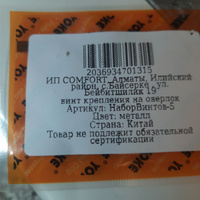 2036934701315
ИП COMFORT, Алматы, Илийский
район, с.Байсерке , ул.
Бейбитшилик 19
винт крепления на оверлок
Артикул: НаборВинтов-5
Цвет: металл
Страна: Китай
Товар не подлежит обязательной
сертификации